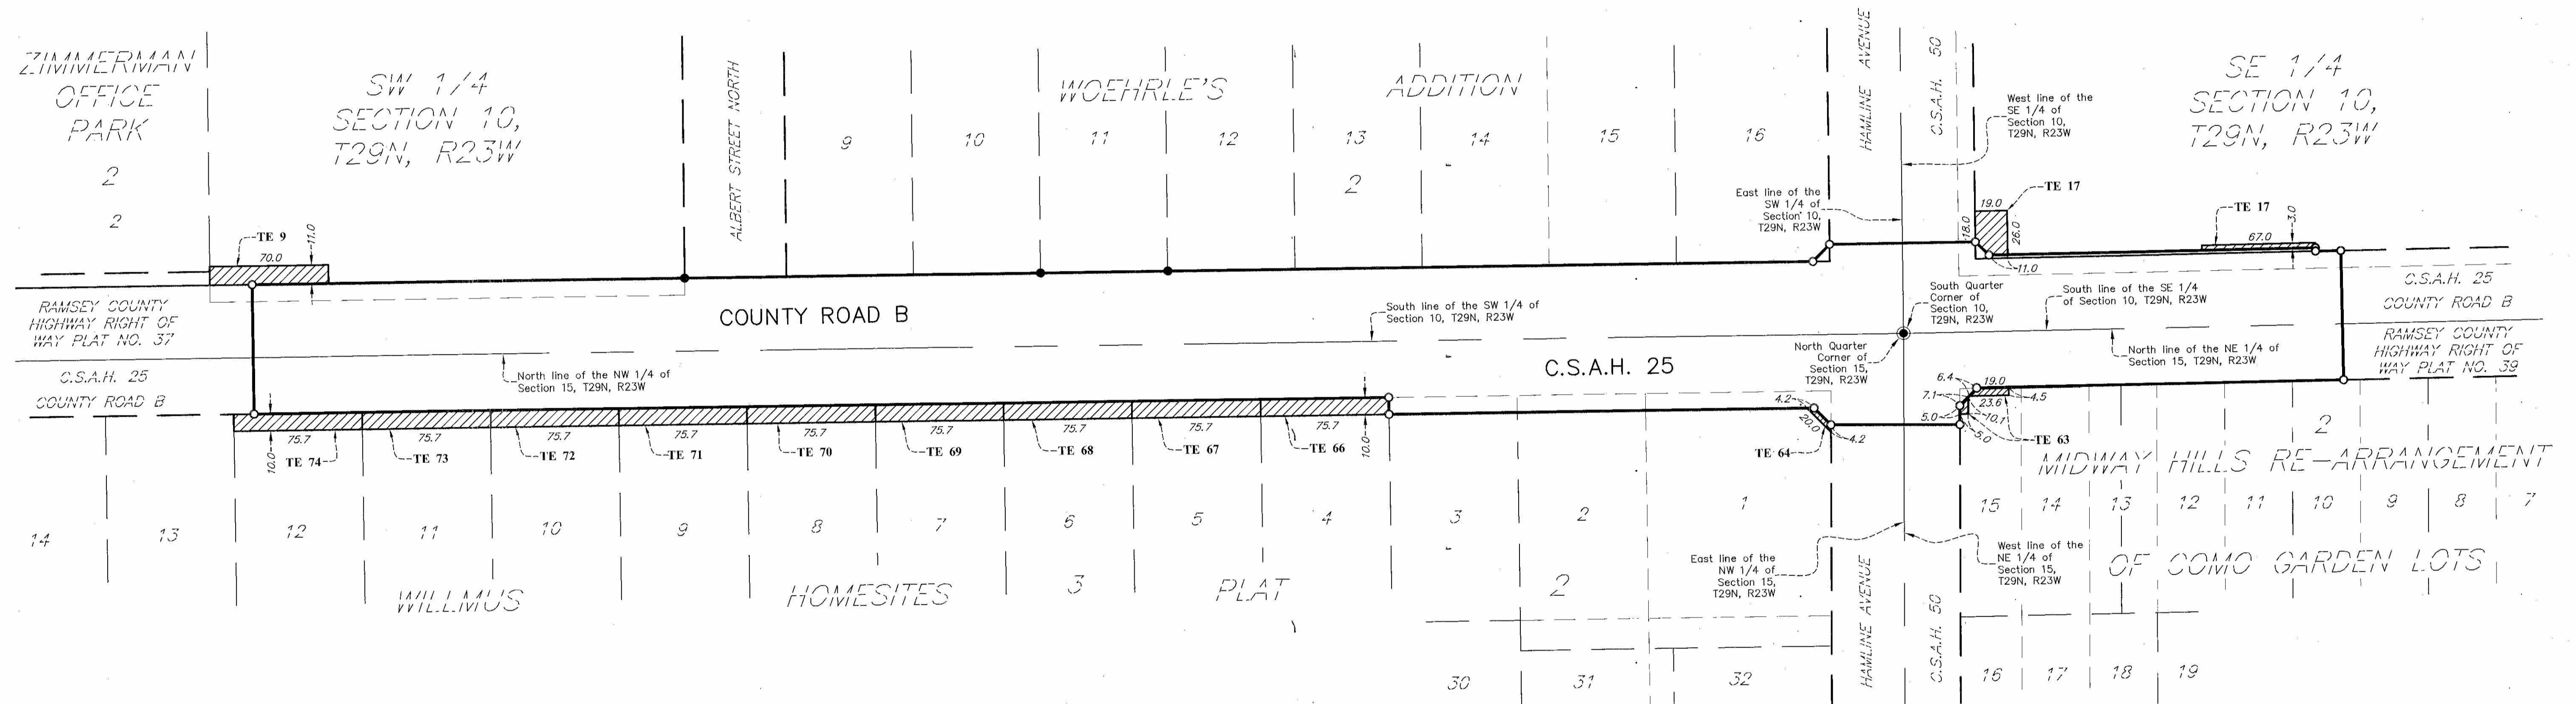 ZIMMERMAN
OFFICE
PARK
2
2
SW 1/4
SECTION 10,
T29N, R23W
ALBERT STREET NORTH
WOEHRLE'S
ADDITION
9
10
11
12
13
14
15
16
2
HAMLINE AVENUE
C.S.A.H. 50
West line of the
SE 1/4 of
Section 10,
T29N, R23W
SE 1/4
SECTION 10,
T29N, R23W
East line of the
SW 1/4 of
Section 10,
T29N, R23W
TE 17
19.0
18.0
26.0
11.0
TE 17
67.0
3.0
TE 9
70.0
11.0
RAMSEY COUNTY
HIGHWAY RIGHT OF
WAY PLAT NO. 37
C.S.A.H. 25
COUNTY ROAD B
COUNTY ROAD B
South line of the SW 1/4 of
Section 10, T29N, R23W
South Quarter
Corner of
Section 10,
T29N, R23W
South line of the SE 1/4
of Section 10, T29N, R23W
C.S.A.H. 25
COUNTY ROAD B
RAMSEY COUNTY
HIGHWAY RIGHT OF
WAY PLAT NO. 39
North line of the NW 1/4 of
Section 15, T29N, R23W
C.S.A.H. 25
North Quarter
Corner of
Section 15,
T29N, R23W
North line of the NE 1/4 of
Section 15, T29N, R23W
6.4
19.0
7.1
4.5
23.6
5.0
10.1
5.0
TE 63
4.2
20.0
4.2
TE 64
75.7
75.7
75.7
75.7
75.7
75.7
75.7
75.7
75.7
10.0
10.0
TE 74
TE 73
TE 72
TE 71
TE 70
TE 69
TE 68
TE 67
TE 66
2
MIDWAY HILLS RE-ARRANGEMENT
14
13
12
11
10
9
8
7
6
5
4
3
2
1
15
14
13
12
11
10
9
8
7
East line of the
NW 1/4 of
Section 15,
T29N, R23W
West line of the
NE 1/4 of
Section 15,
T29N, R23W
OF COMO GARDEN LOTS
WILLMUS
HOMESITES
3
PLAT
2
HAMLINE AVENUE
C.S.A.H. 50
30
31
32
16
17
18
19